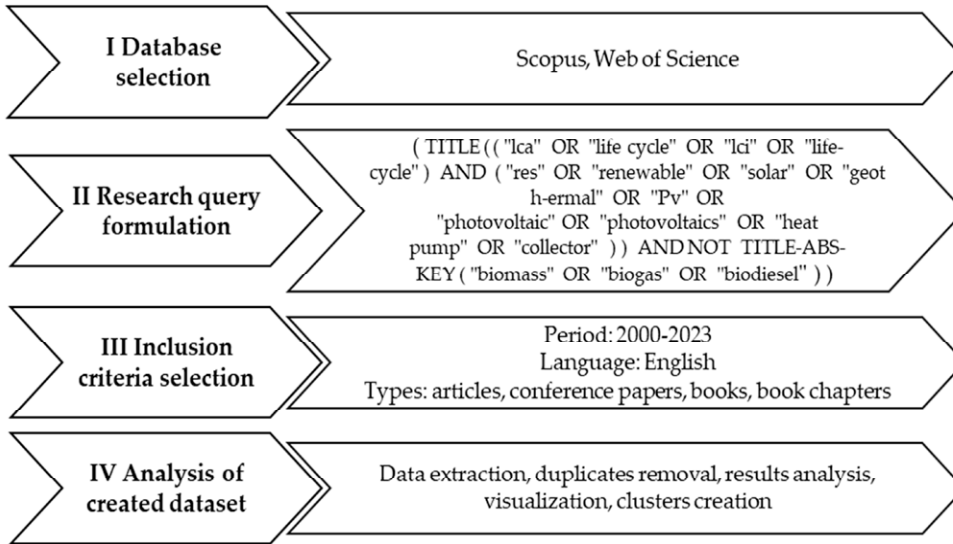 I Database
selection
Scopus, Web of Science
II Research query
formulation
( TITLE ( ( "lca" OR "life cycle" OR "lci" OR "life-
cycle" ) AND ( "res" OR "renewable" OR "solar" OR "geot
h-ermal" OR "Pv" OR
"photovoltaic" OR "photovoltaics" OR "heat
pump" OR "collector" ) ) AND NOT TITLE-ABS-
KEY ( "biomass" OR "biogas" OR "biodiesel" ) )
III Inclusion
criteria selection
Period: 2000-2023
Language: English
Types: articles, conference papers, books, book chapters
IV Analysis of
created dataset
Data extraction, duplicates removal, results analysis,
visualization, clusters creation